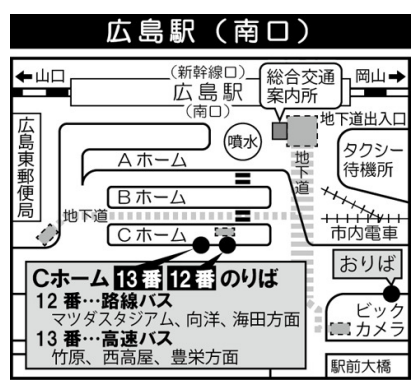 広島駅（南口）
←山口
（新幹線口）
広島駅
（南口）
総合交通
案内所
岡山→
地下道出入口
広島東郵便局
噴水
地下道
タクシー
待機所
Aホーム
Bホーム
地下道
Cホーム
市内電車
おりば
Cホーム 13番 12番 のりば
12番…路線バス
マツダスタジアム、向洋、海田方面
13番…高速バス
竹原、西高屋、豊栄方面
ビック
カメラ
駅前大橋